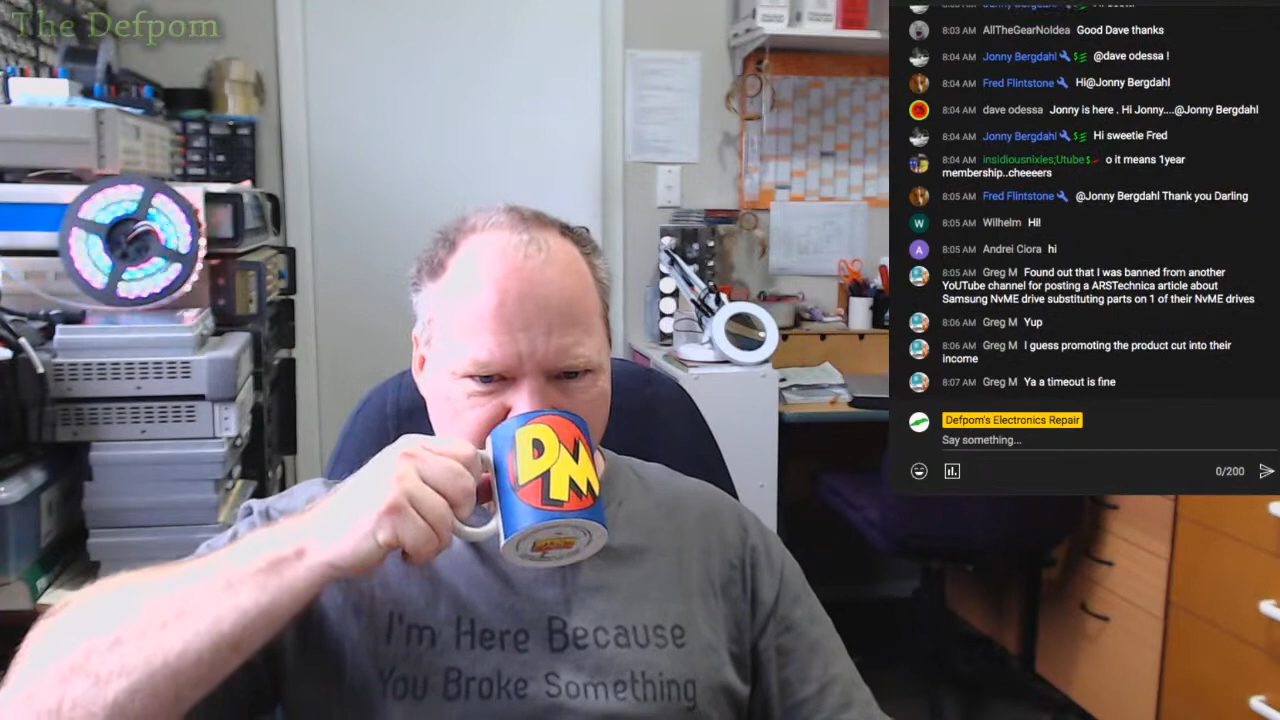 The Defpom
8:03 AM AllTheGearNoIdea Good Dave thanks
8:04 AM Jonny Bergdahl @dave odessa !
8:04 AM Fred Flintstone Hi@Jonny Bergdahl
8:04 AM dave odessa Jonny is here . Hi Jonny....@Jonny Bergdahl
8:04 AM Jonny Bergdahl Hi sweetie Fred
8:04 AM insidiousnixies;Utube o it means 1year
membership..cheeeers
8:05 AM Fred Flintstone @Jonny Bergdahl Thank you Darling
8:05 AM Wilhelm Hi!
8:05 AM Andrei Ciora hi
8:05 AM Greg M Found out that I was banned from another
YoUTube channel for posting a ARSTechnica article about
Samsung NvME drive substituting parts on 1 of their NvME drives
8:06 AM Greg M Yup
8:06 AM Greg M I guess promoting the product cut into their
income
8:07 AM Greg M Ya a timeout is fine
Defpom's Electronics Repair
Say something...
0/200
W
A
DM
I'm Here Because
You Broke Something